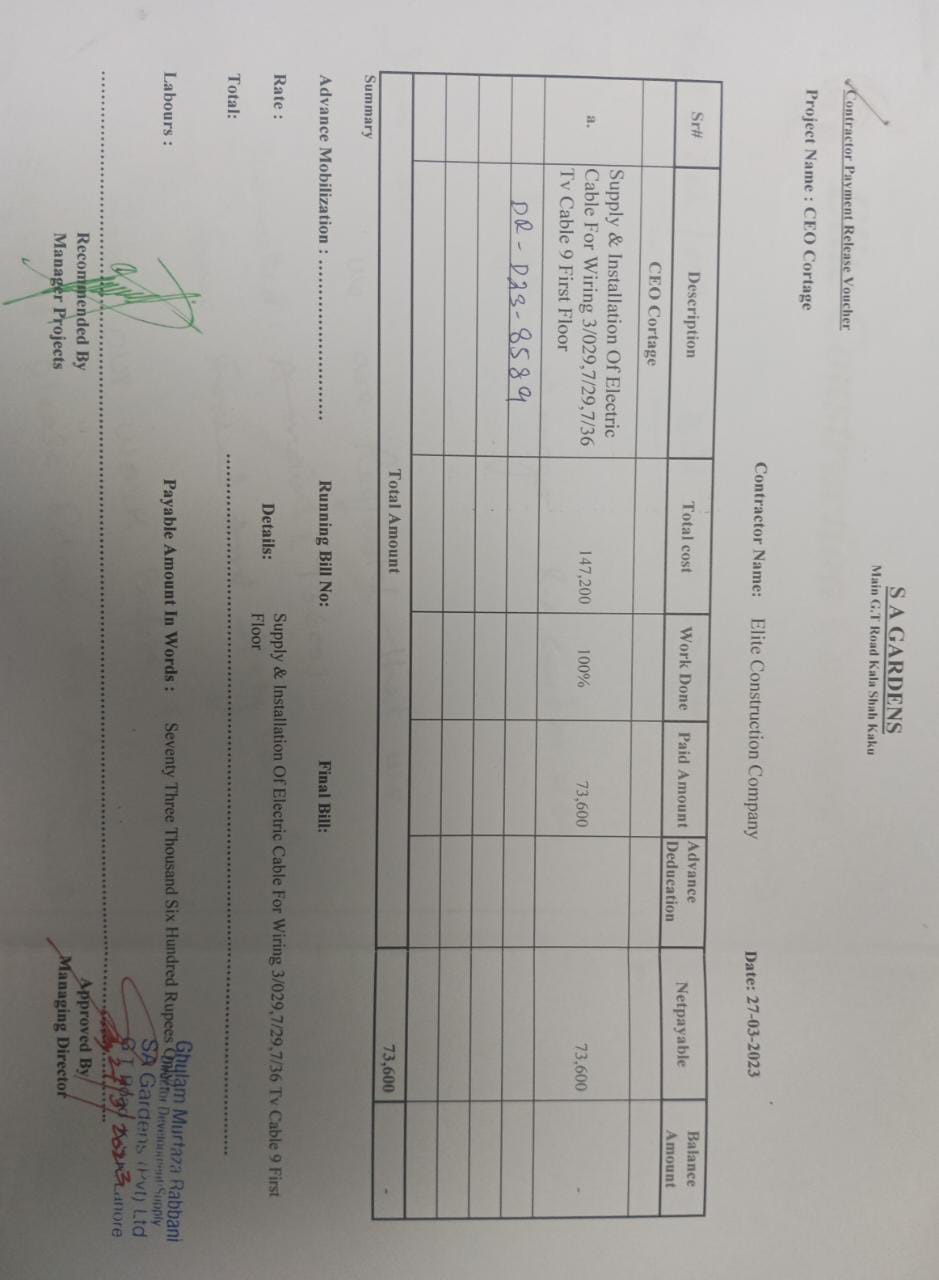 S A GARDENS
Main G.T Road Kala Shah Kaku
Contractor Payment Release Voucher
Project Name : CEO Cortage
Contractor Name: Elite Construction Company Date: 27-03-2023
Sr# Description Total cost Work Done Paid Amount Advance Deducation Netpayable Balance Amount
CEO Cortage
a. Supply & Installation Of Electric Cable For Wiring 3/029,7/29,7/36 Tv Cable 9 First Floor 147,200 100% 73,600 73,600 -
DR - D23-8589
Total Amount 73,600 -
Summary
Advance Mobilization : .......................... Running Bill No: Final Bill:
Rate : Details: Supply & Installation Of Electric Cable For Wiring 3/029,7/29,7/36 Tv Cable 9 First
Floor
Total:
Labours : Payable Amount In Words : Seventy Three Thousand Six Hundred Rupees Only.
Ghulam Murtaza Rabbani
Director Development/Supply
SA Gardens (Pvt) Ltd
G T Road Lahore
Recommended By Approved By
Manager Projects Managing Director